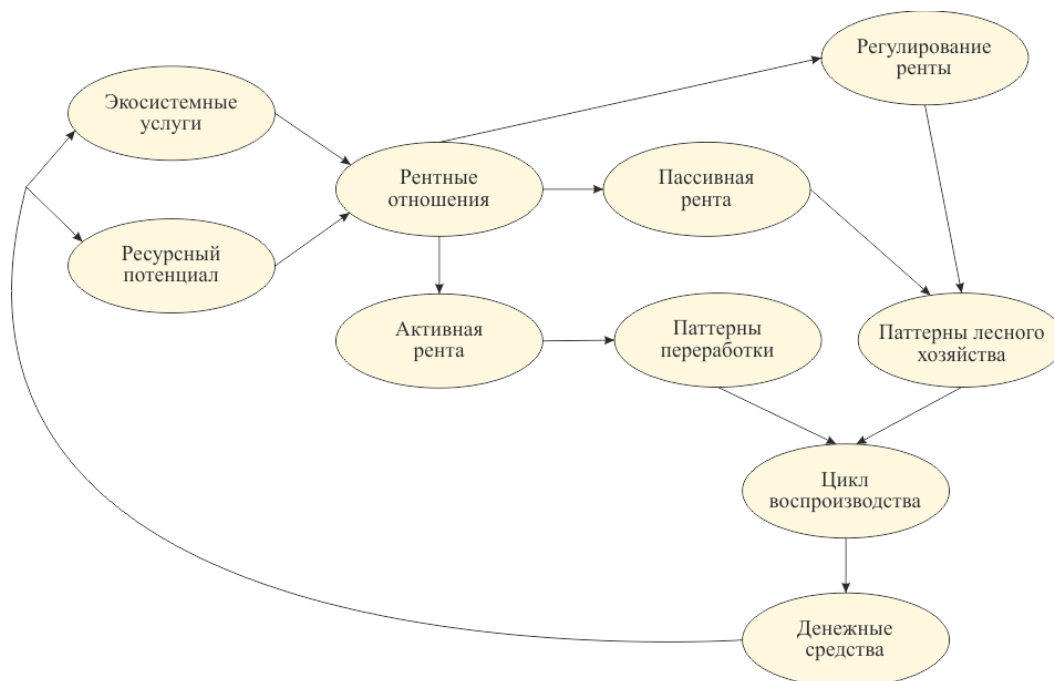 Регулирование
ренты
Экосистемные
услуги
Рентные
отношения
Пассивная
рента
Ресурсный
потенциал
Активная
рента
Паттерны
переработки
Паттерны лесного
хозяйства
Цикл
воспроизводства
Денежные
средства